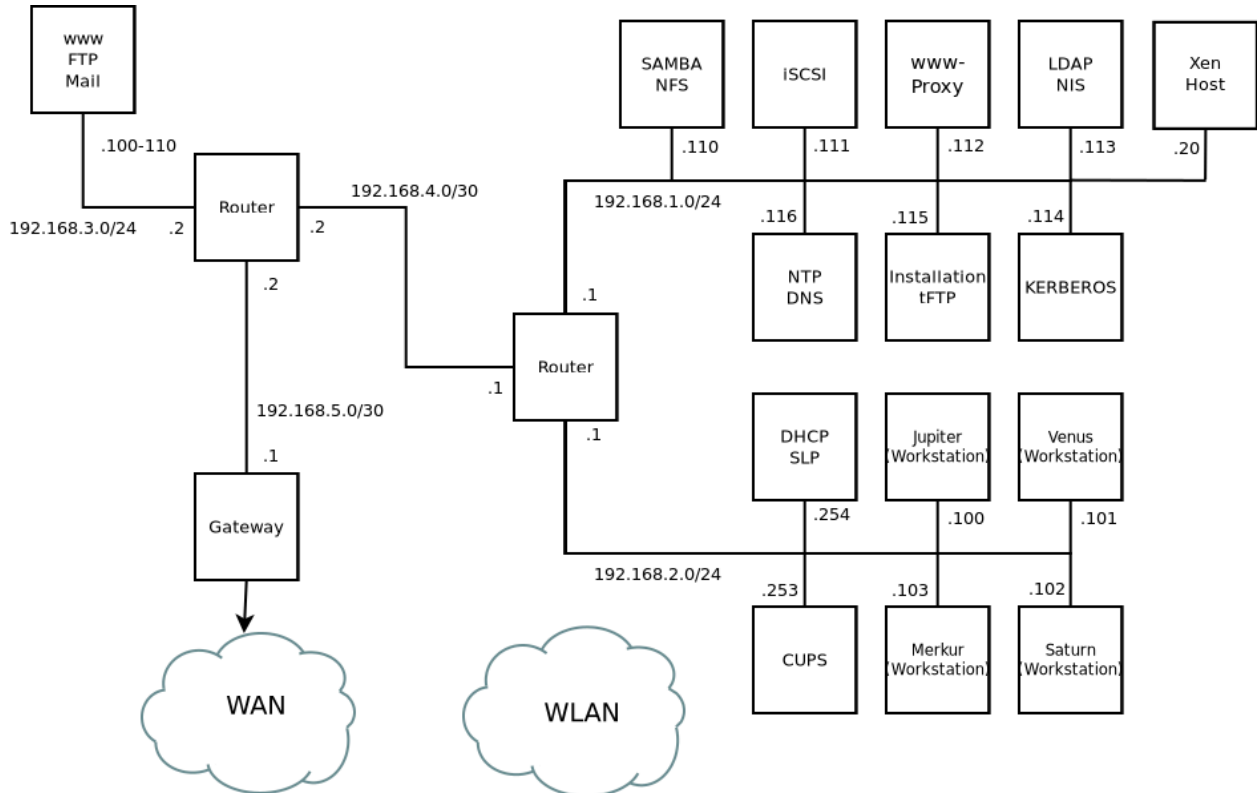 www
FTP
Mail
.100-110
192.168.3.0/24
.2
Router
.2
192.168.4.0/30
.2
192.168.5.0/30
.1
Gateway
WAN
WLAN
.1
Router
.1
.1
SAMBA
NFS
.110
iSCSI
.111
www-
Proxy
.112
LDAP
NIS
.113
Xen
Host
.20
192.168.1.0/24
.116
NTP
DNS
.115
Installation
tFTP
.114
KERBEROS
DHCP
SLP
.254
Jupiter
(Workstation)
.100
Venus
(Workstation)
.101
192.168.2.0/24
.253
CUPS
.103
Merkur
(Workstation)
.102
Saturn
(Workstation)